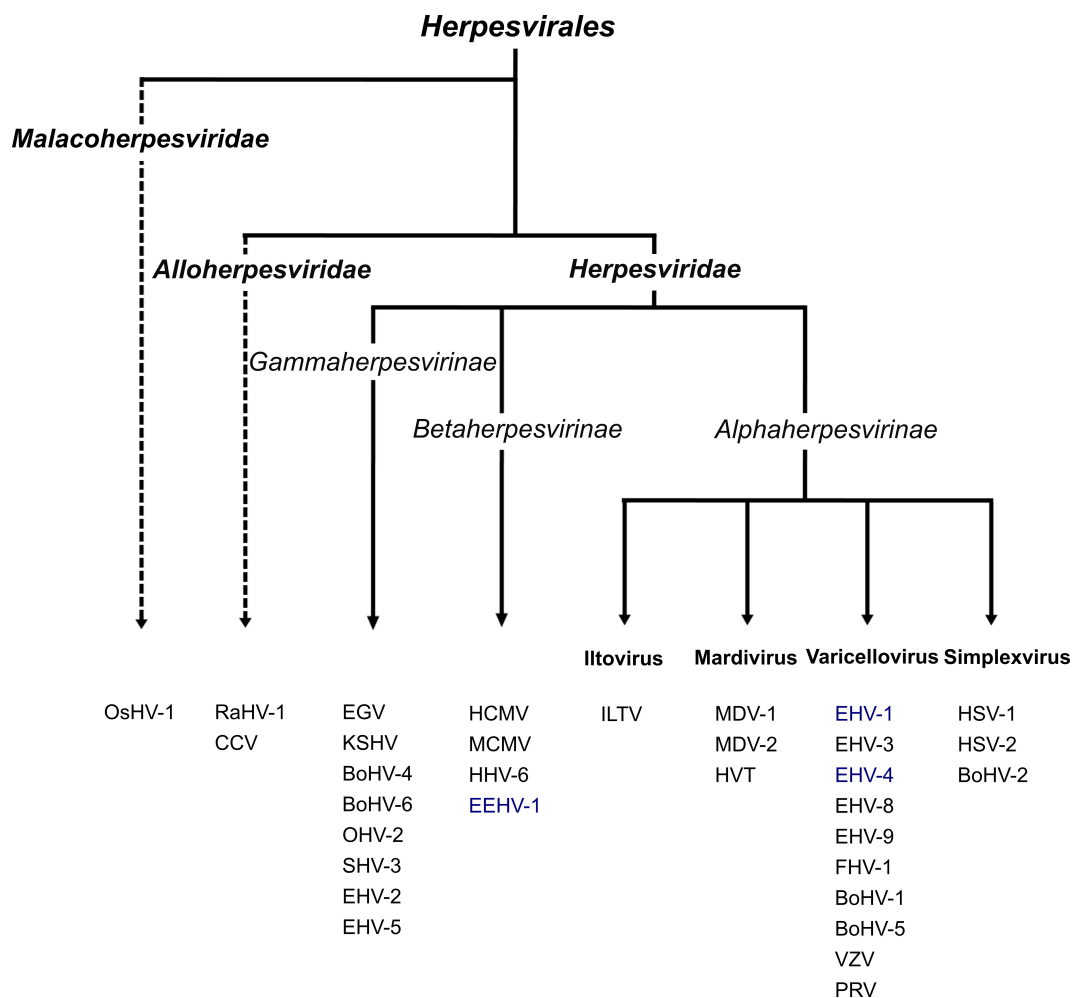 Herpesvirales
Malacoherpesviridae
Alloherpesviridae
Herpesviridae
Gammaherpesvirinae
Betaherpesvirinae
Alphaherpesvirinae
Iltovirus
Mardivirus
Varicellovirus
Simplexvirus
OsHV-1
RaHV-1
CCV
EGV
KSHV
BoHV-4
BoHV-6
OHV-2
SHV-3
EHV-2
EHV-5
HCMV
MCMV
HHV-6
EEHV-1
ILTV
MDV-1
MDV-2
HVT
EHV-1
EHV-3
EHV-4
EHV-8
EHV-9
FHV-1
BoHV-1
BoHV-5
VZV
PRV
HSV-1
HSV-2
BoHV-2